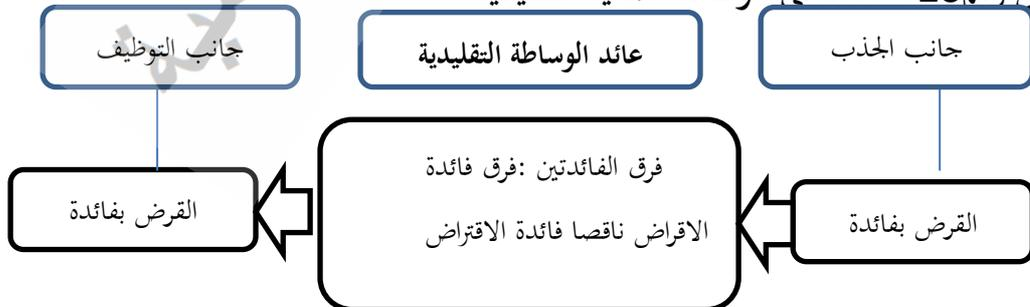 جانب الجذب
عائد الوساطة التقليدية
جانب التوظيف
القرض بفائدة
فرق الفائدتين :فرق فائدة
الاقراض ناقصا فائدة الاقتراض
القرض بفائدة